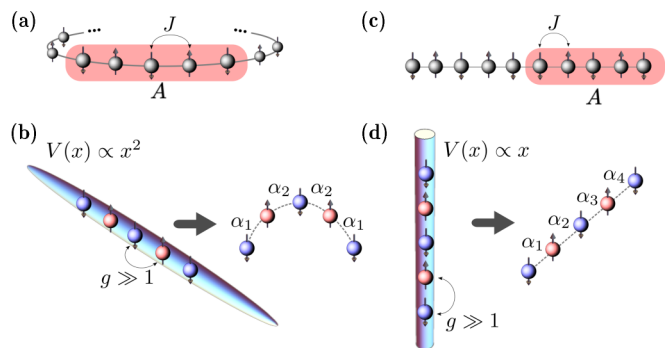 (a)
...
...
J
A
(b)
V(x) ∝ x²
g ≫ 1
α₁
α₂
α₂
α₁
(c)
J
A
(d)
V(x) ∝ x
g ≫ 1
α₁
α₂
α₃
α₄